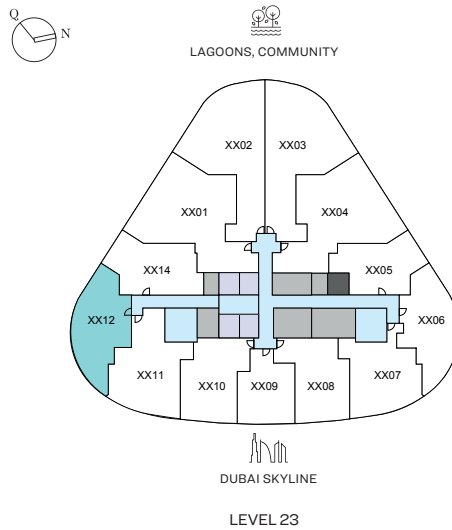 Q
N
LAGOONS, COMMUNITY
XX02
XX03
XX01
XX04
XX14
XX05
XX12
XX06
XX11
XX10
XX09
XX08
XX07
DUBAI SKYLINE
LEVEL 23